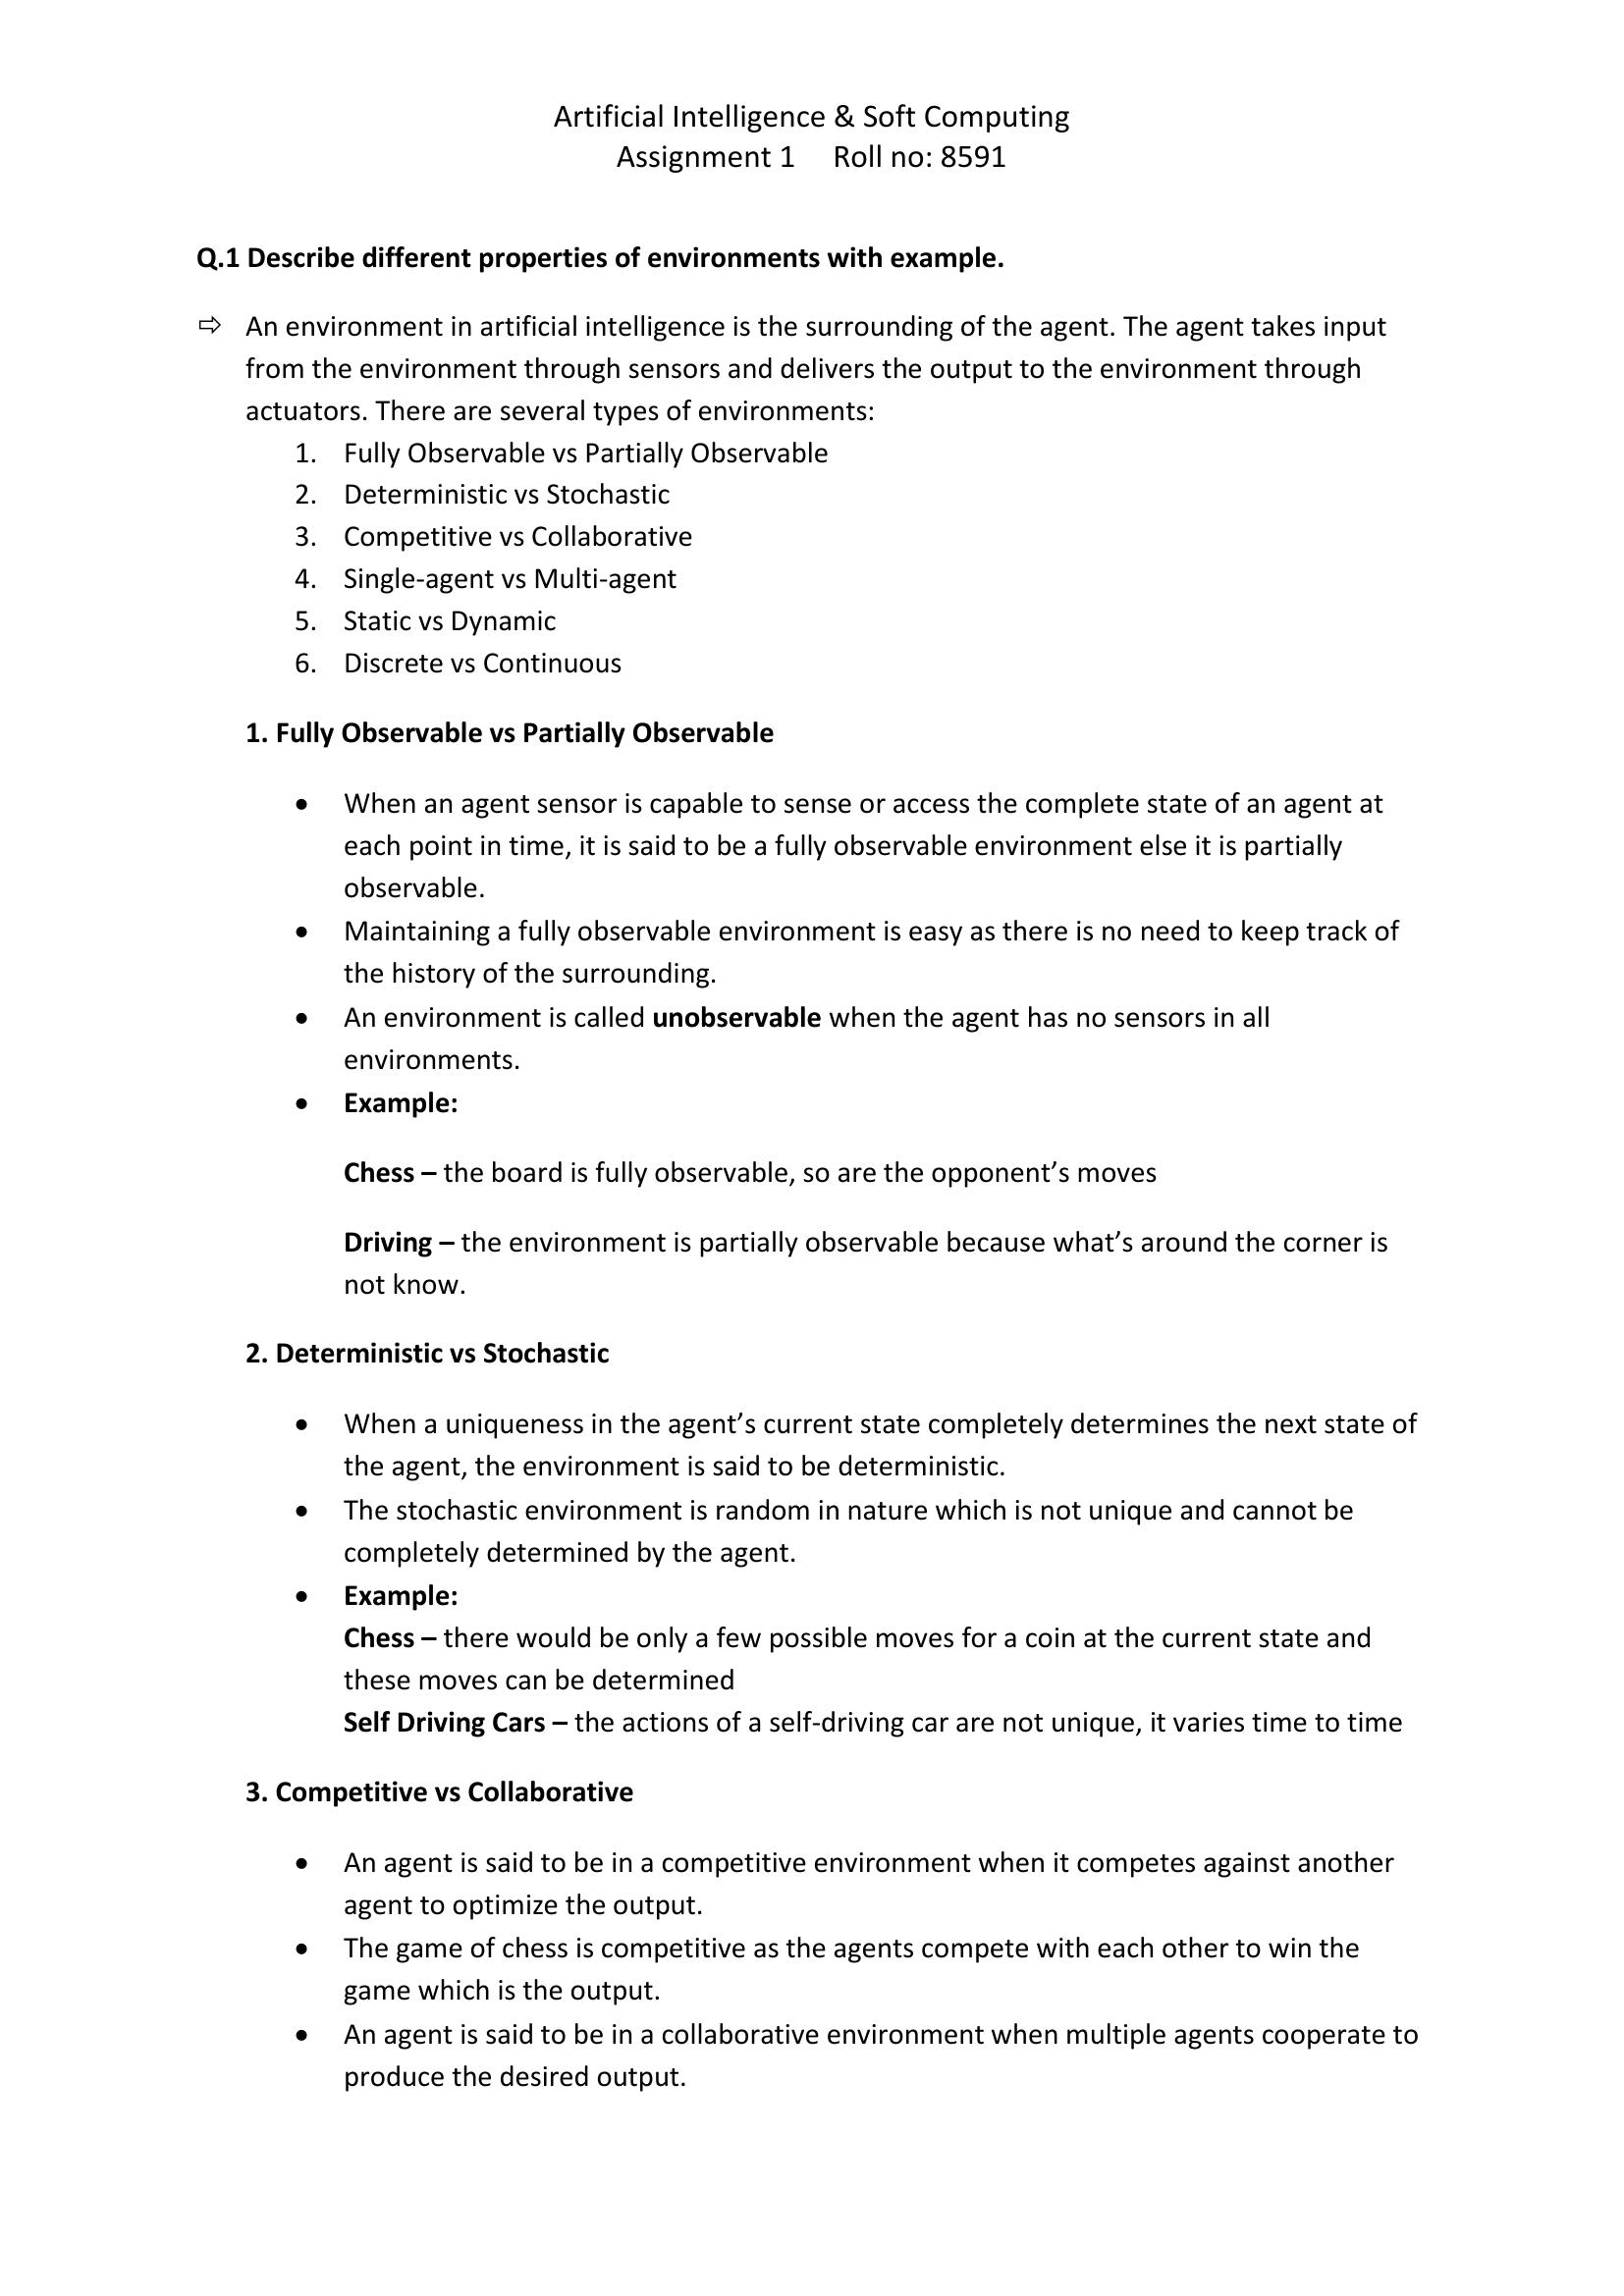 Artificial Intelligence & Soft Computing
Assignment 1 Roll no: 8591
Q.1 Describe different properties of environments with example.
⇨ An environment in artificial intelligence is the surrounding of the agent. The agent takes input
from the environment through sensors and delivers the output to the environment through
actuators. There are several types of environments:
1. Fully Observable vs Partially Observable
2. Deterministic vs Stochastic
3. Competitive vs Collaborative
4. Single-agent vs Multi-agent
5. Static vs Dynamic
6. Discrete vs Continuous
1. Fully Observable vs Partially Observable
• When an agent sensor is capable to sense or access the complete state of an agent at
each point in time, it is said to be a fully observable environment else it is partially
observable.
• Maintaining a fully observable environment is easy as there is no need to keep track of
the history of the surrounding.
• An environment is called unobservable when the agent has no sensors in all
environments.
• Example:
Chess – the board is fully observable, so are the opponent’s moves
Driving – the environment is partially observable because what’s around the corner is
not know.
2. Deterministic vs Stochastic
• When a uniqueness in the agent’s current state completely determines the next state of
the agent, the environment is said to be deterministic.
• The stochastic environment is random in nature which is not unique and cannot be
completely determined by the agent.
• Example:
Chess – there would be only a few possible moves for a coin at the current state and
these moves can be determined
Self Driving Cars – the actions of a self-driving car are not unique, it varies time to time
3. Competitive vs Collaborative
• An agent is said to be in a competitive environment when it competes against another
agent to optimize the output.
• The game of chess is competitive as the agents compete with each other to win the
game which is the output.
• An agent is said to be in a collaborative environment when multiple agents cooperate to
produce the desired output.